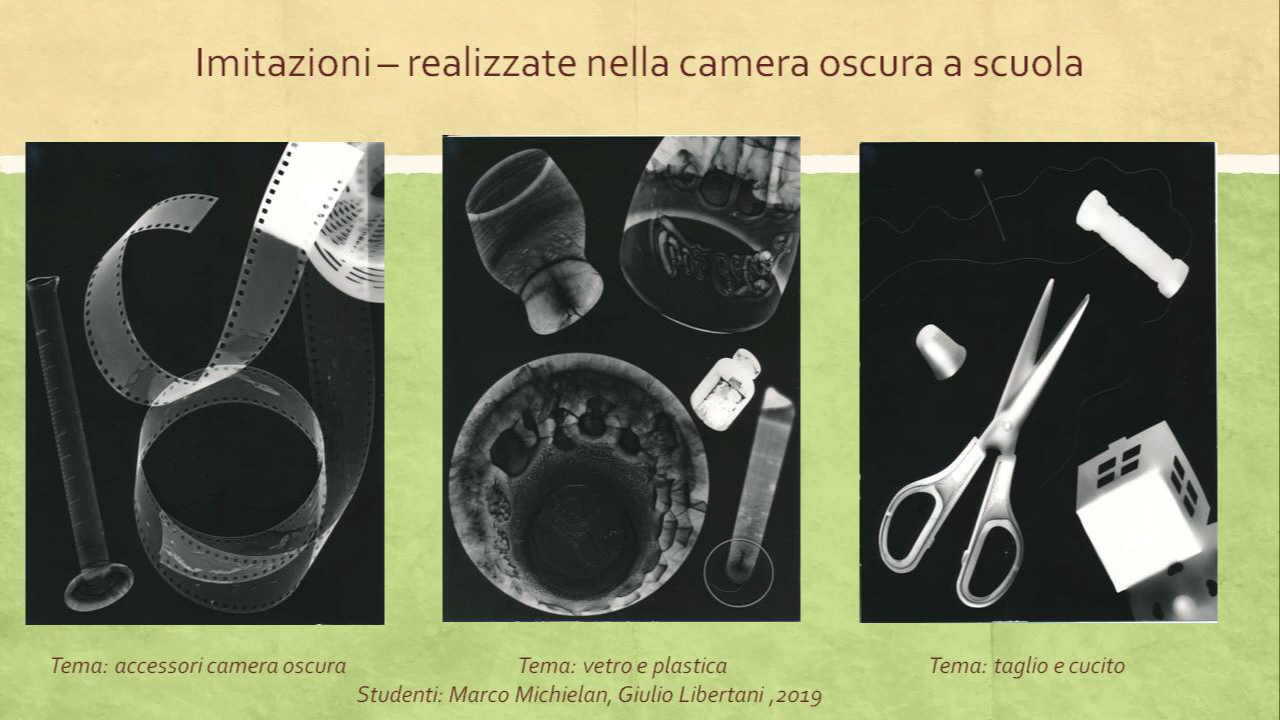 Imitazioni – realizzate nella camera oscura a scuola
Tema: accessori camera oscura
Tema: vetro e plastica
Tema: taglio e cucito
Studenti: Marco Michielan, Giulio Libertani ,2019